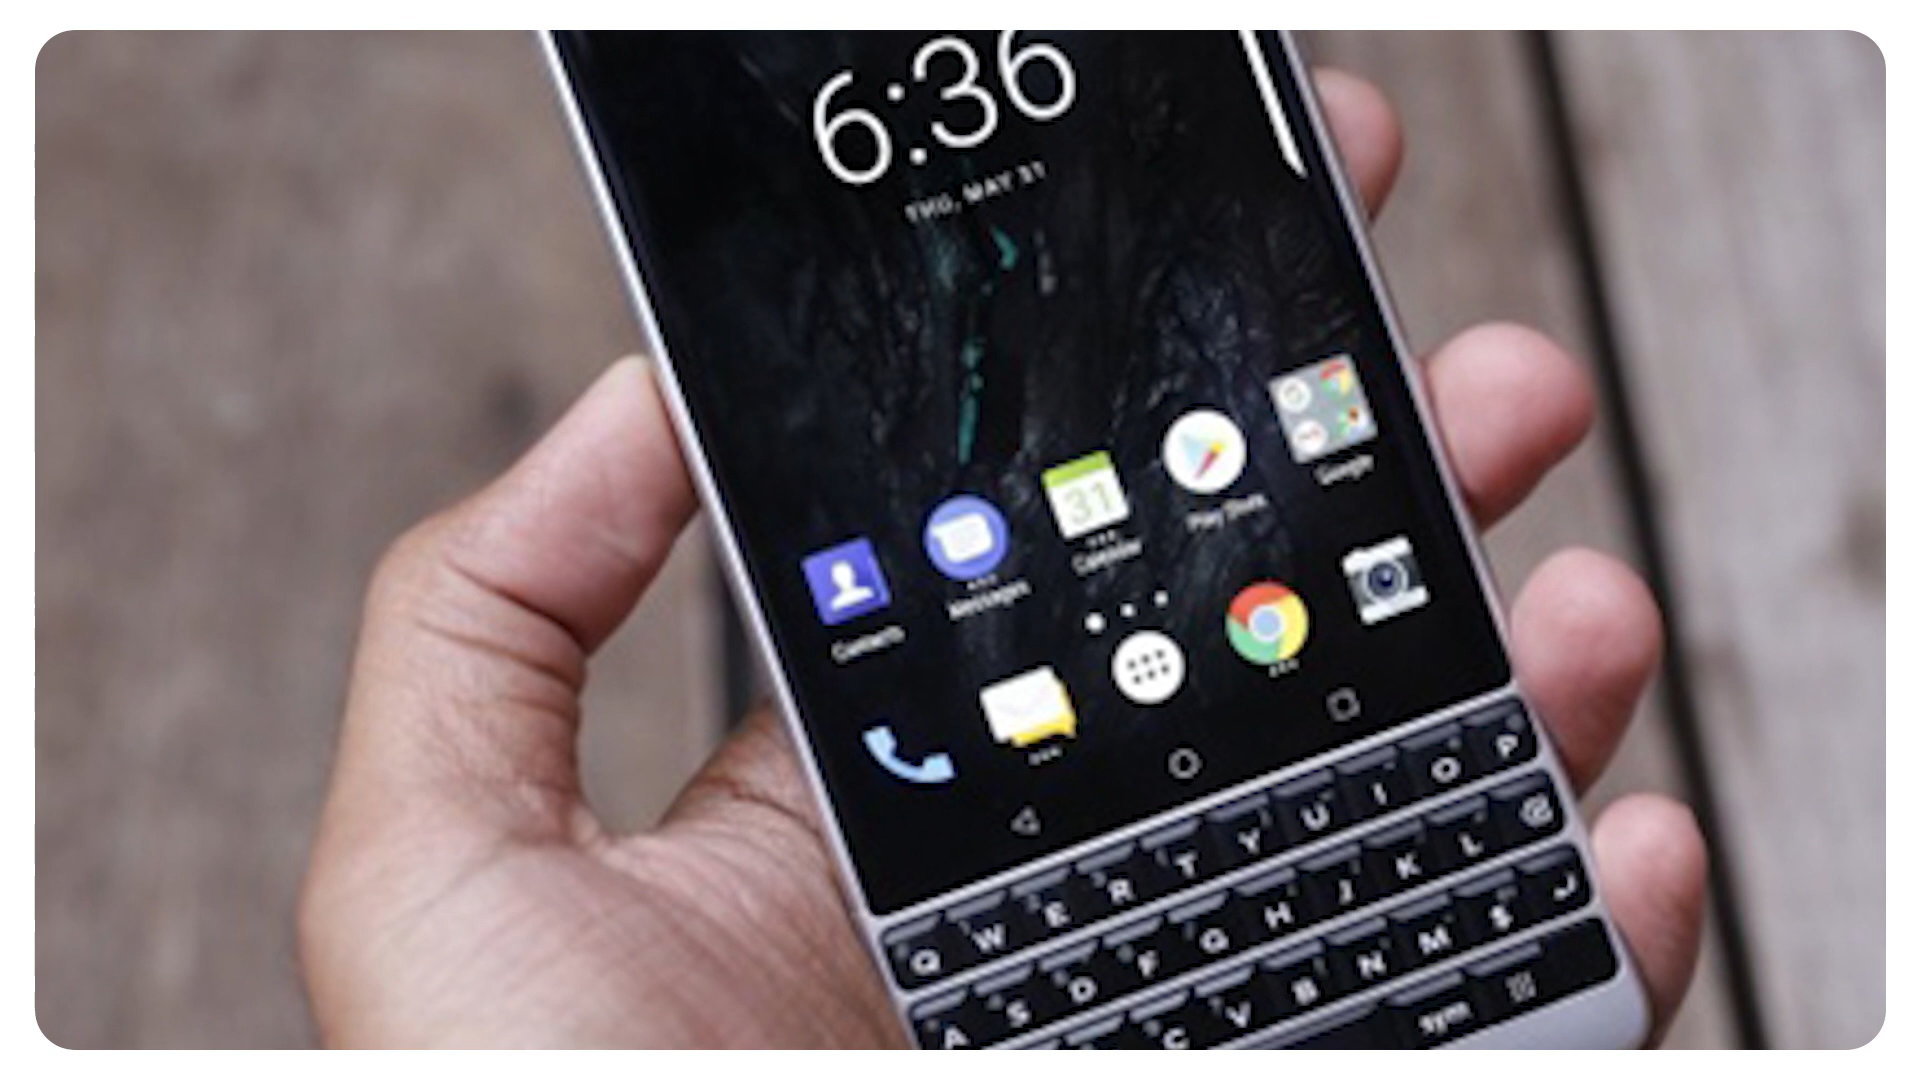 6:36
THU, MAY 31
Google
Play Store
31
Calendar
Messages
Contacts
Q W E R T Y U I O P
A S D F G H J K L
C V B N M $
sym